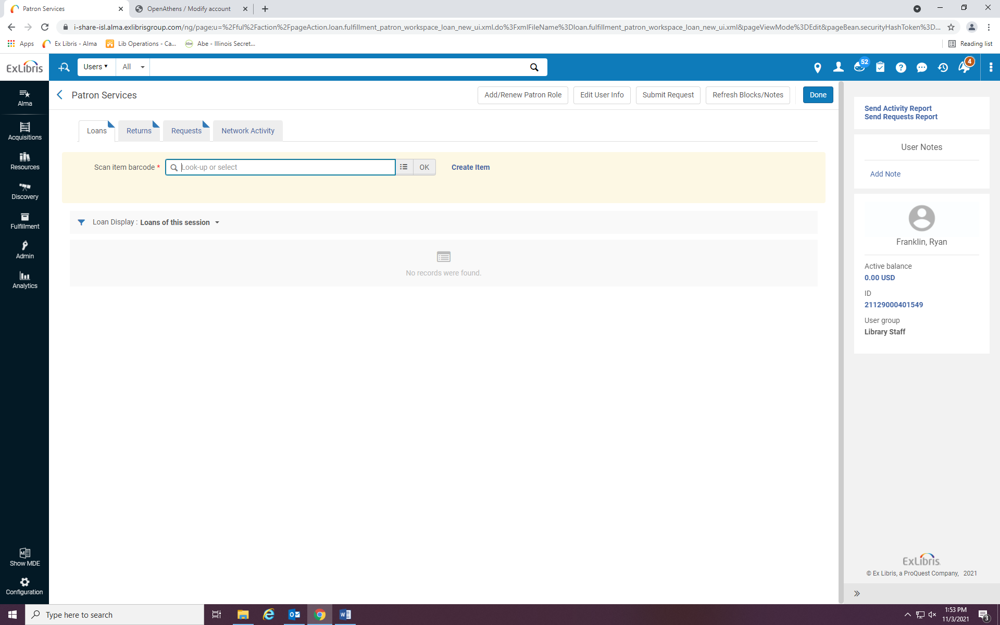 Patron Services
OpenAthens / Modify account
i-share-isl.alma.exlibrisgroup.com/ng/page;u=%2Fful%2Faction%2FpageAction.loan.fulfillment_patron_workspace_loan_new_ui.xml.do%3FxmlFileName%3Dloan.fulfillment_patron_workspace_loan_new_ui.xml&pageViewMode%3DEdit&pageBean.securityHashToken%3D...
Apps
Ex Libris - Alma
Lib Operations - Ca...
Abe
Abe - Illinois Secret...
Reading list
ExLibris
Users
All
52
4
Alma
Acquisitions
Resources
Discovery
Fulfillment
Admin
Analytics
Show MDE
Configuration
Patron Services
Add/Renew Patron Role
Edit User Info
Submit Request
Refresh Blocks/Notes
Done
Loans
Returns
Requests
Network Activity
Scan item barcode *
Look-up or select
OK
Create Item
Loan Display : Loans of this session
No records were found.
Send Activity Report
Send Requests Report
User Notes
Add Note
Franklin, Ryan
Active balance
0.00 USD
ID
21129000401549
User group
Library Staff
ExLibris
© Ex Libris, a ProQuest Company, 2021
Type here to search
1:53 PM
11/3/2021
3